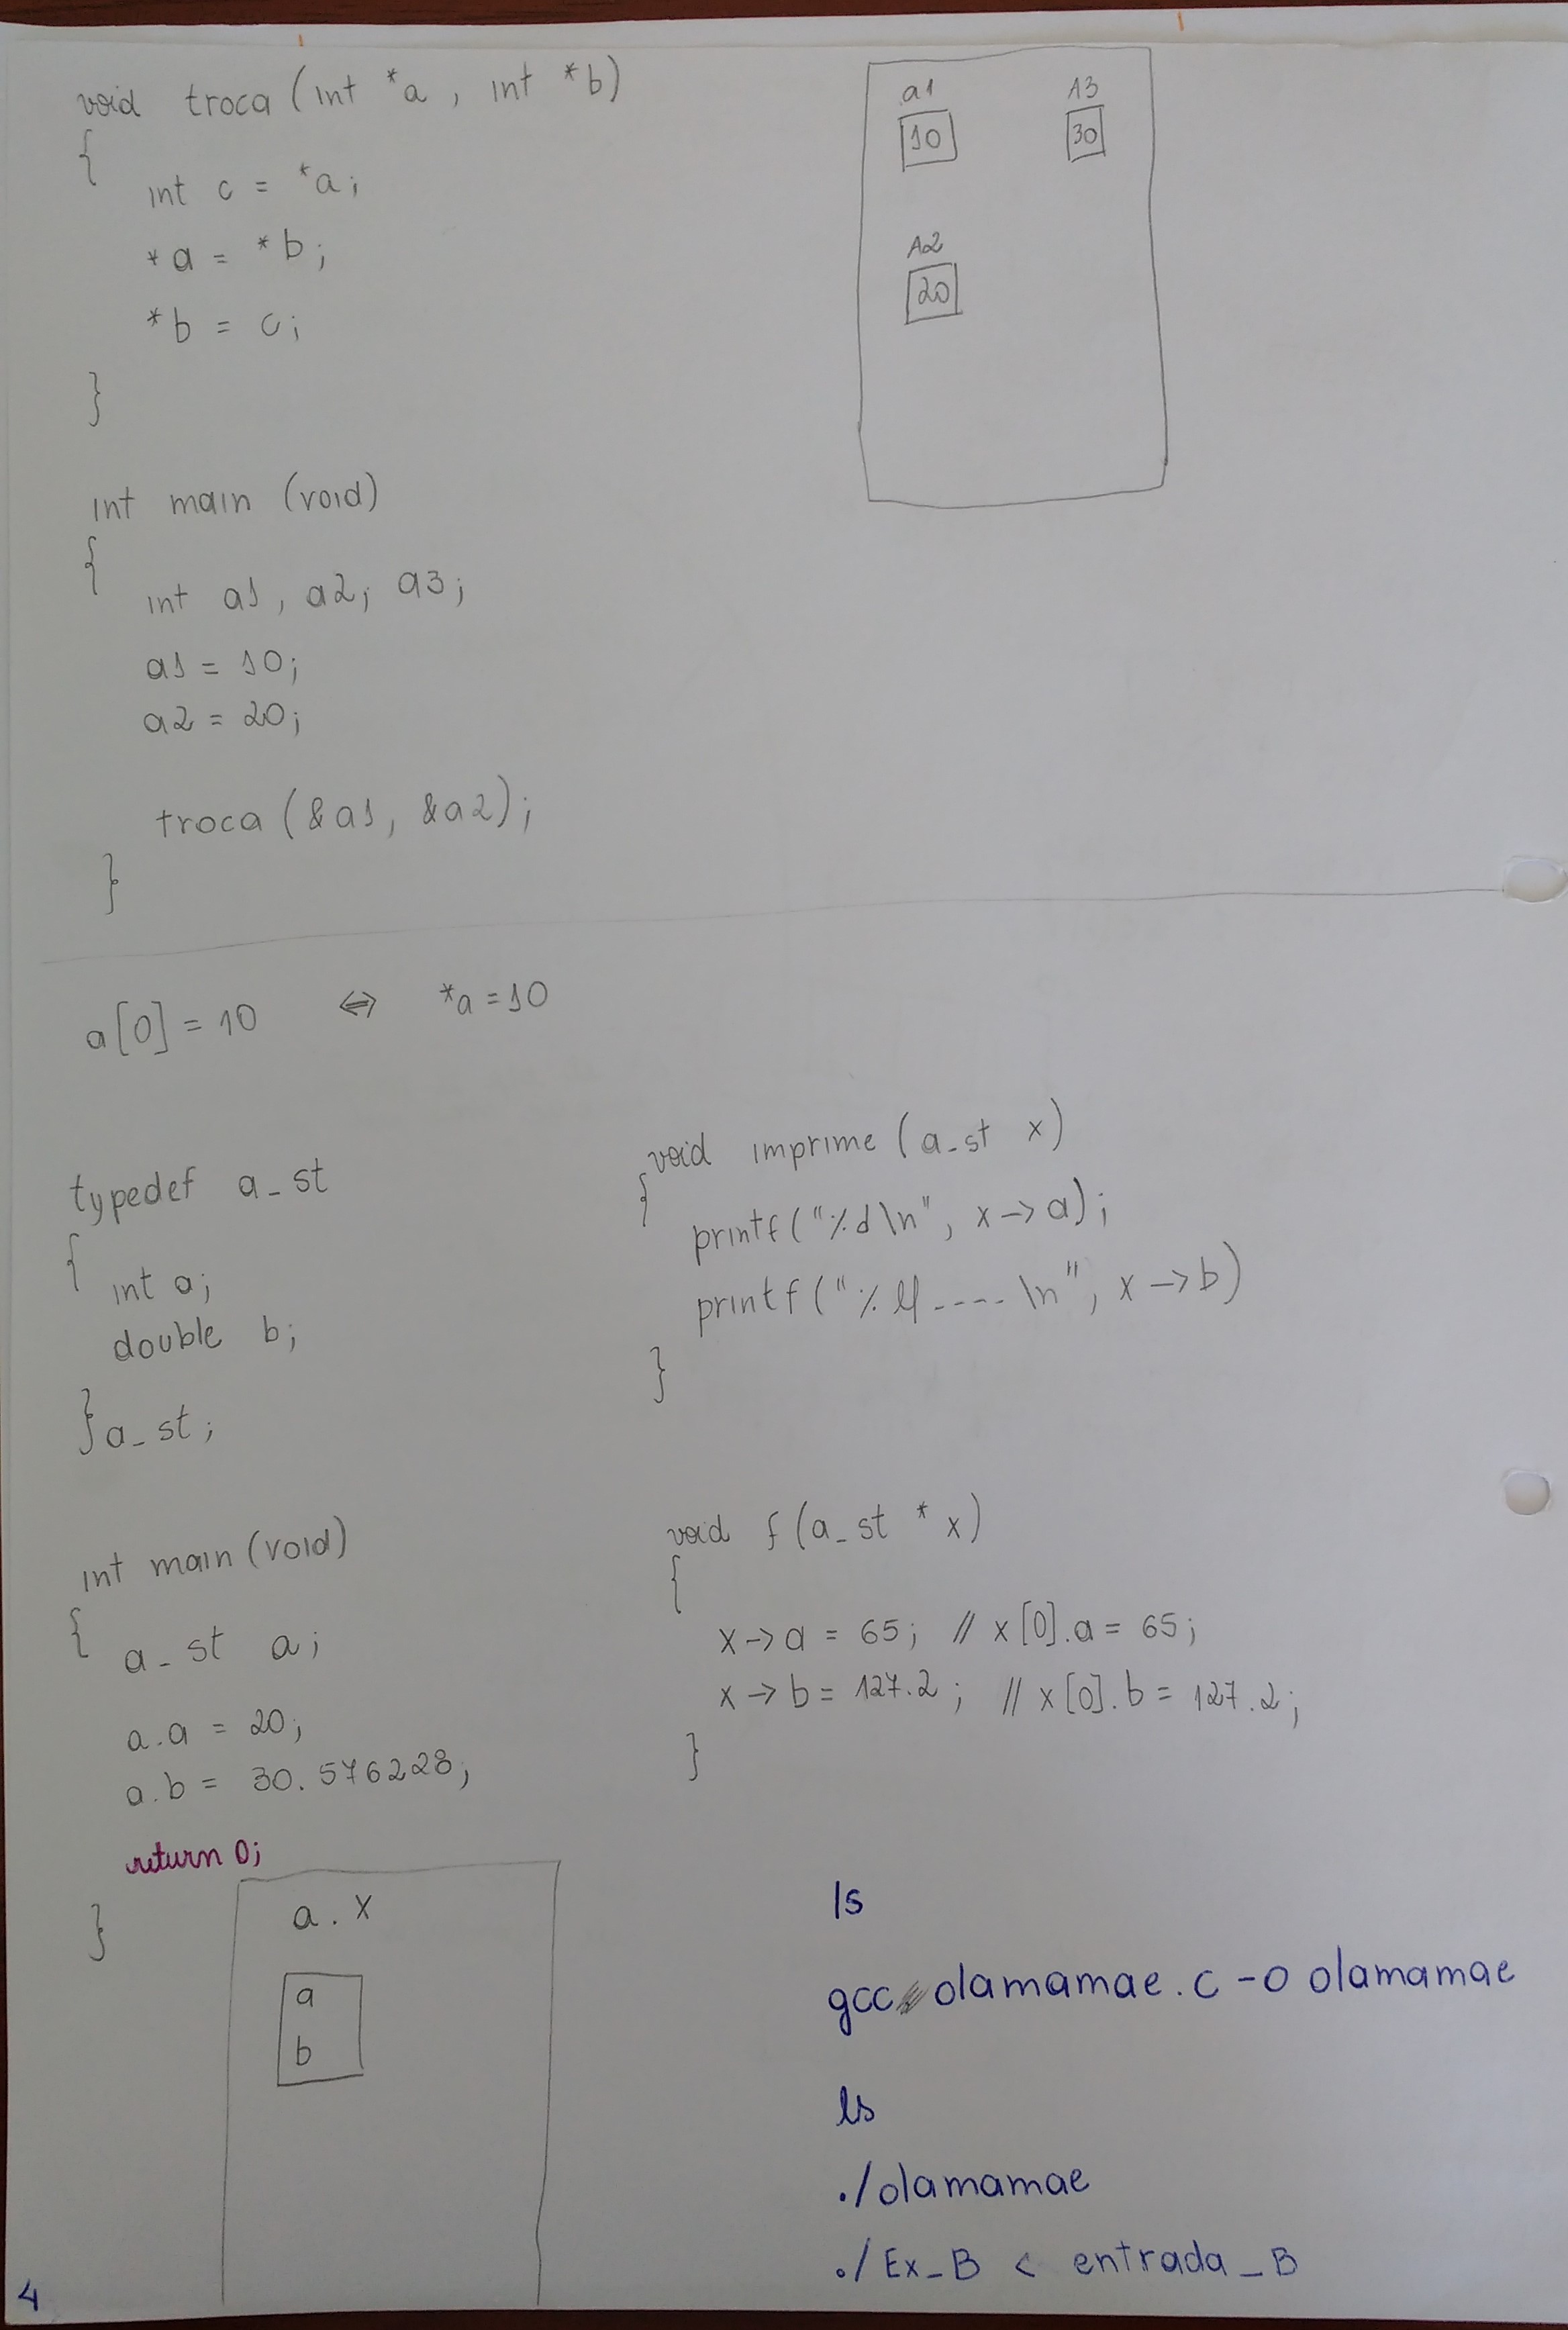 void troca (int *a, int *b)
{
int c = *a;
*a = *b;
*b = c;
}
int main (void)
{
int a1, a2; a3;
a1 = 10;
a2 = 20;
troca (&a1, &a2);
}
a1
10
A3
30
A2
20
a[0] = 10 ⇔ *a = 10
typedef a_st
{
int a;
double b;
} a_st;
void imprime (a_st x)
{
printf ("%d\n", x->a);
printf ("%lf----\n", x->b)
}
int main (void)
{
a_st a;
a.a = 20;
a.b = 30.576228;
return 0;
}
void f (a_st * x)
{
x->a = 65; // x[0].a = 65;
x->b = 127.2; // x[0].b = 127.2;
}
a.x
a
b
ls
gcc olamamae.c -o olamamae
ls
./olamamae
./Ex_B < entrada_B
4